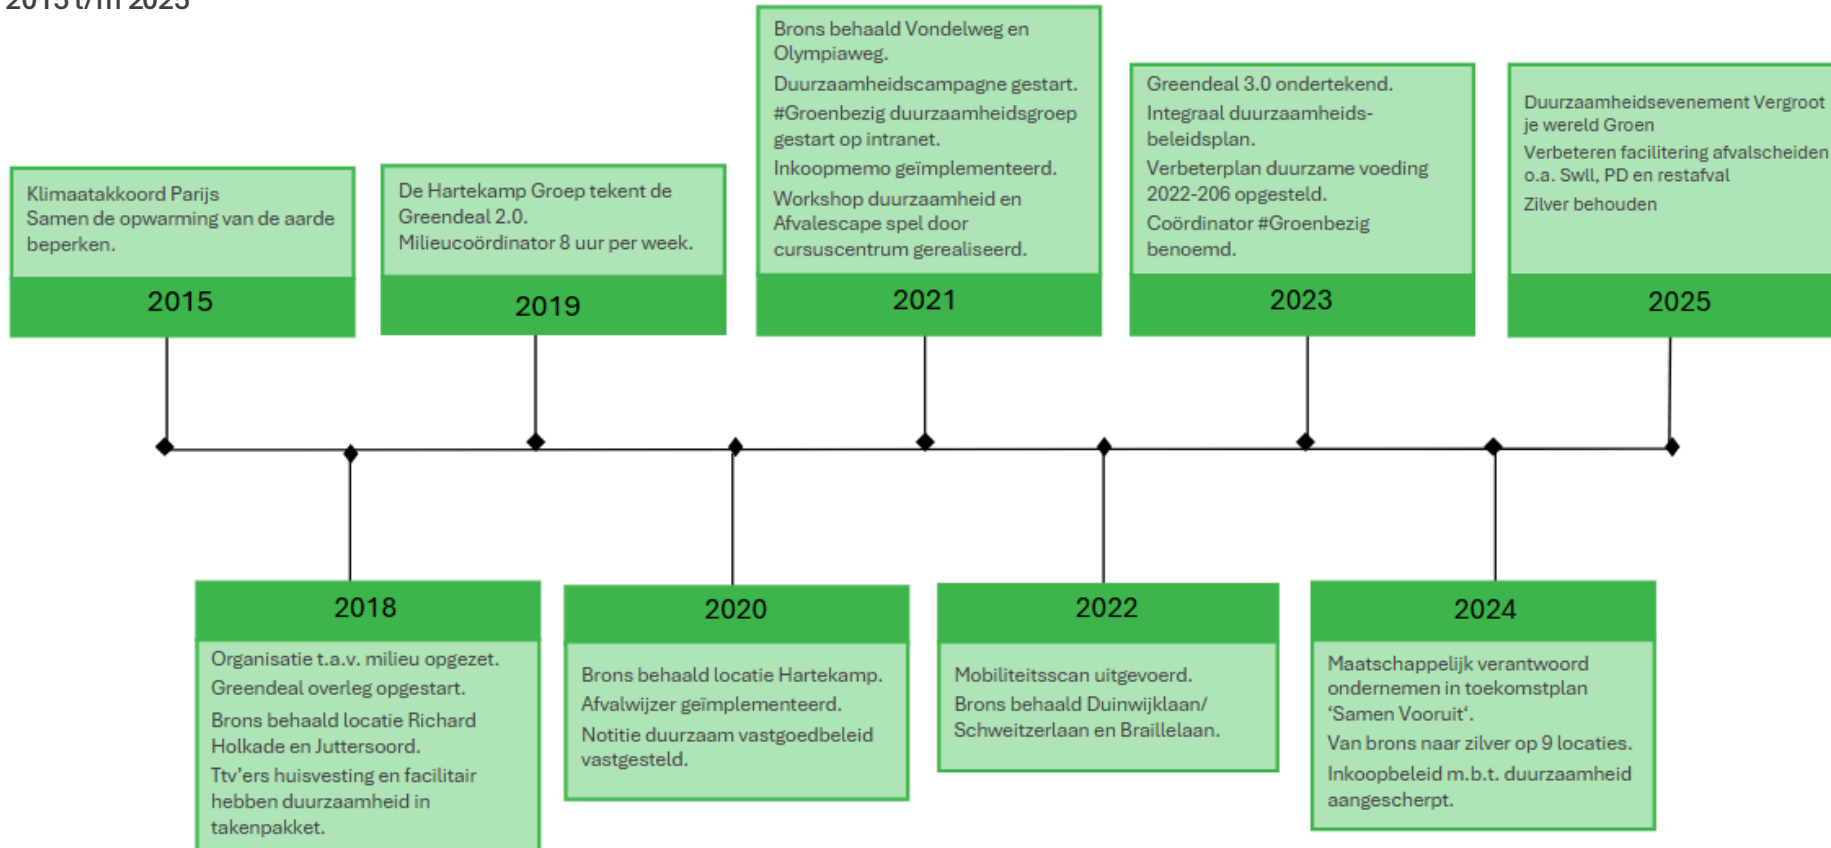 2015 t/m 2025
Klimaatakkoord Parijs
Samen de opwarming van de aarde
beperken.
2015
De Hartekamp Groep tekent de
Greendeal 2.0.
Milieucoördinator 8 uur per week.
2019
Brons behaald Vondelweg en
Olympiaweg.
Duurzaamheidscampagne gestart.
#Groenbezig duurzaamheidsgroep
gestart op intranet.
Inkoopmemo geïmplementeerd.
Workshop duurzaamheid en
Afvalescape spel door
cursuscentrum gerealiseerd.
2021
Greendeal 3.0 ondertekend.
Integraal duurzaamheids-
beleidsplan.
Verbeterplan duurzame voeding
2022-206 opgesteld.
Coördinator #Groenbezig
benoemd.
2023
Duurzaamheidsevenement Vergroot
je wereld Groen
Verbeteren facilitering afvalscheiden
o.a. Swll, PD en restafval
Zilver behouden
2025
2018
Organisatie t.a.v. milieu opgezet.
Greendeal overleg opgestart.
Brons behaald locatie Richard
Holkade en Juttersoord.
Ttv’ers huisvesting en facilitair
hebben duurzaamheid in
takenpakket.
2020
Brons behaald locatie Hartekamp.
Afvalwijzer geïmplementeerd.
Notitie duurzaam vastgoedbeleid
vastgesteld.
2022
Mobiliteitsscan uitgevoerd.
Brons behaald Duinwijklaan/
Schweitzerlaan en Braillelaan.
2024
Maatschappelijk verantwoord
ondernemen in toekomstplan
‘Samen Vooruit‘.
Van brons naar zilver op 9 locaties.
Inkoopbeleid m.b.t. duurzaamheid
aangescherpt.